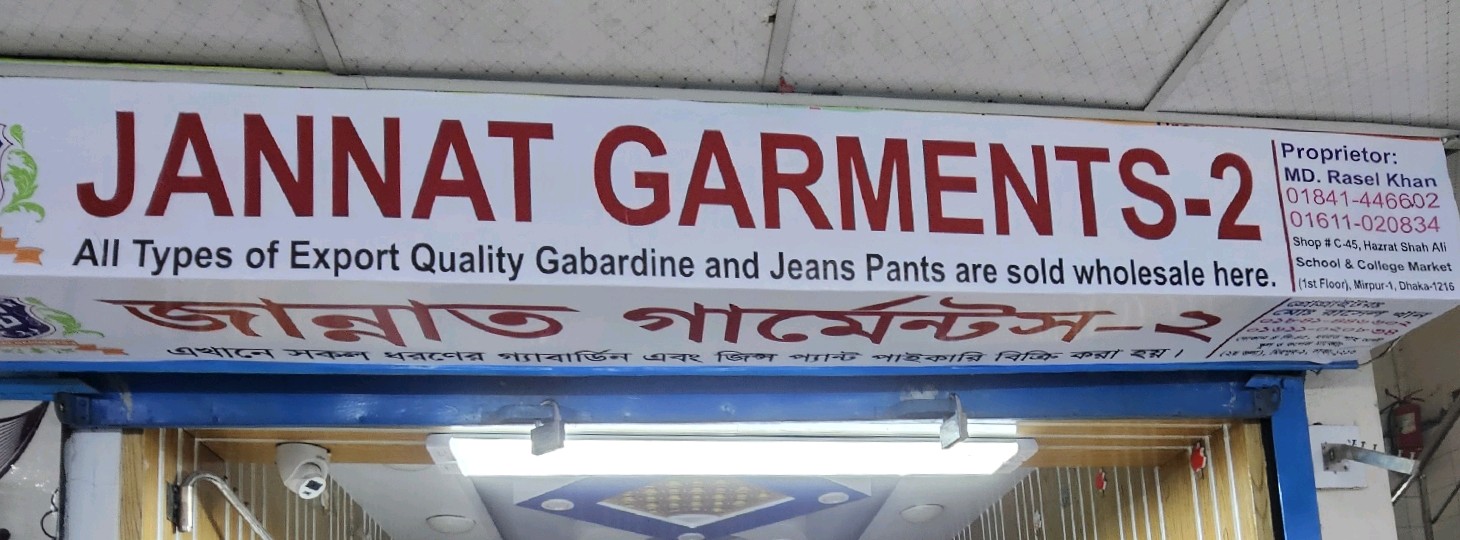 JANNAT GARMENTS-2
All Types of Export Quality Gabardine and Jeans Pants are sold wholesale here.
Proprietor:
MD. Rasel Khan
01841-446602
01611-020834
Shop # C-45, Hazrat Shah Ali
School & College Market
(1st Floor), Mirpur-1, Dhaka-1216
জান্নাত গার্মেন্টস-২
এখানে সকল ধরণের গ্যাবার্ডিন এবং জিন্স প্যান্ট পাইকারি বিক্রি করা হয়।
মোঃ রাসেল খান
০১৬১১-০২০৮৩৪